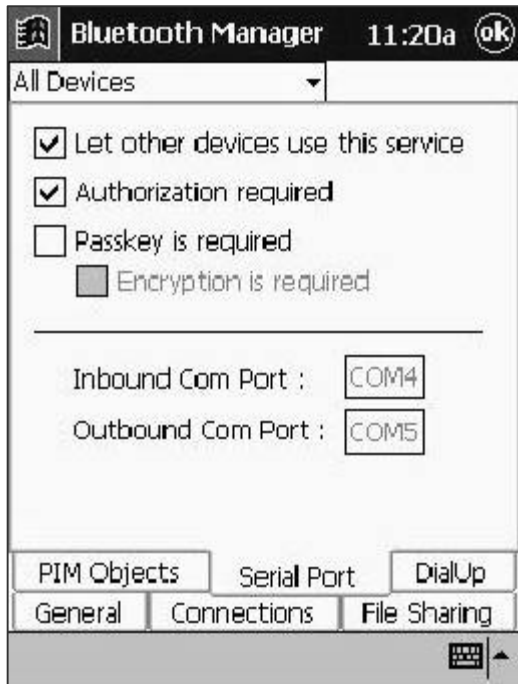 Bluetooth Manager 11:20a ok
All Devices
Let other devices use this service
Authorization required
Passkey is required
Encryption is required
Inbound Com Port : COM4
Outbound Com Port : COM5
PIM Objects Serial Port DialUp
General Connections File Sharing